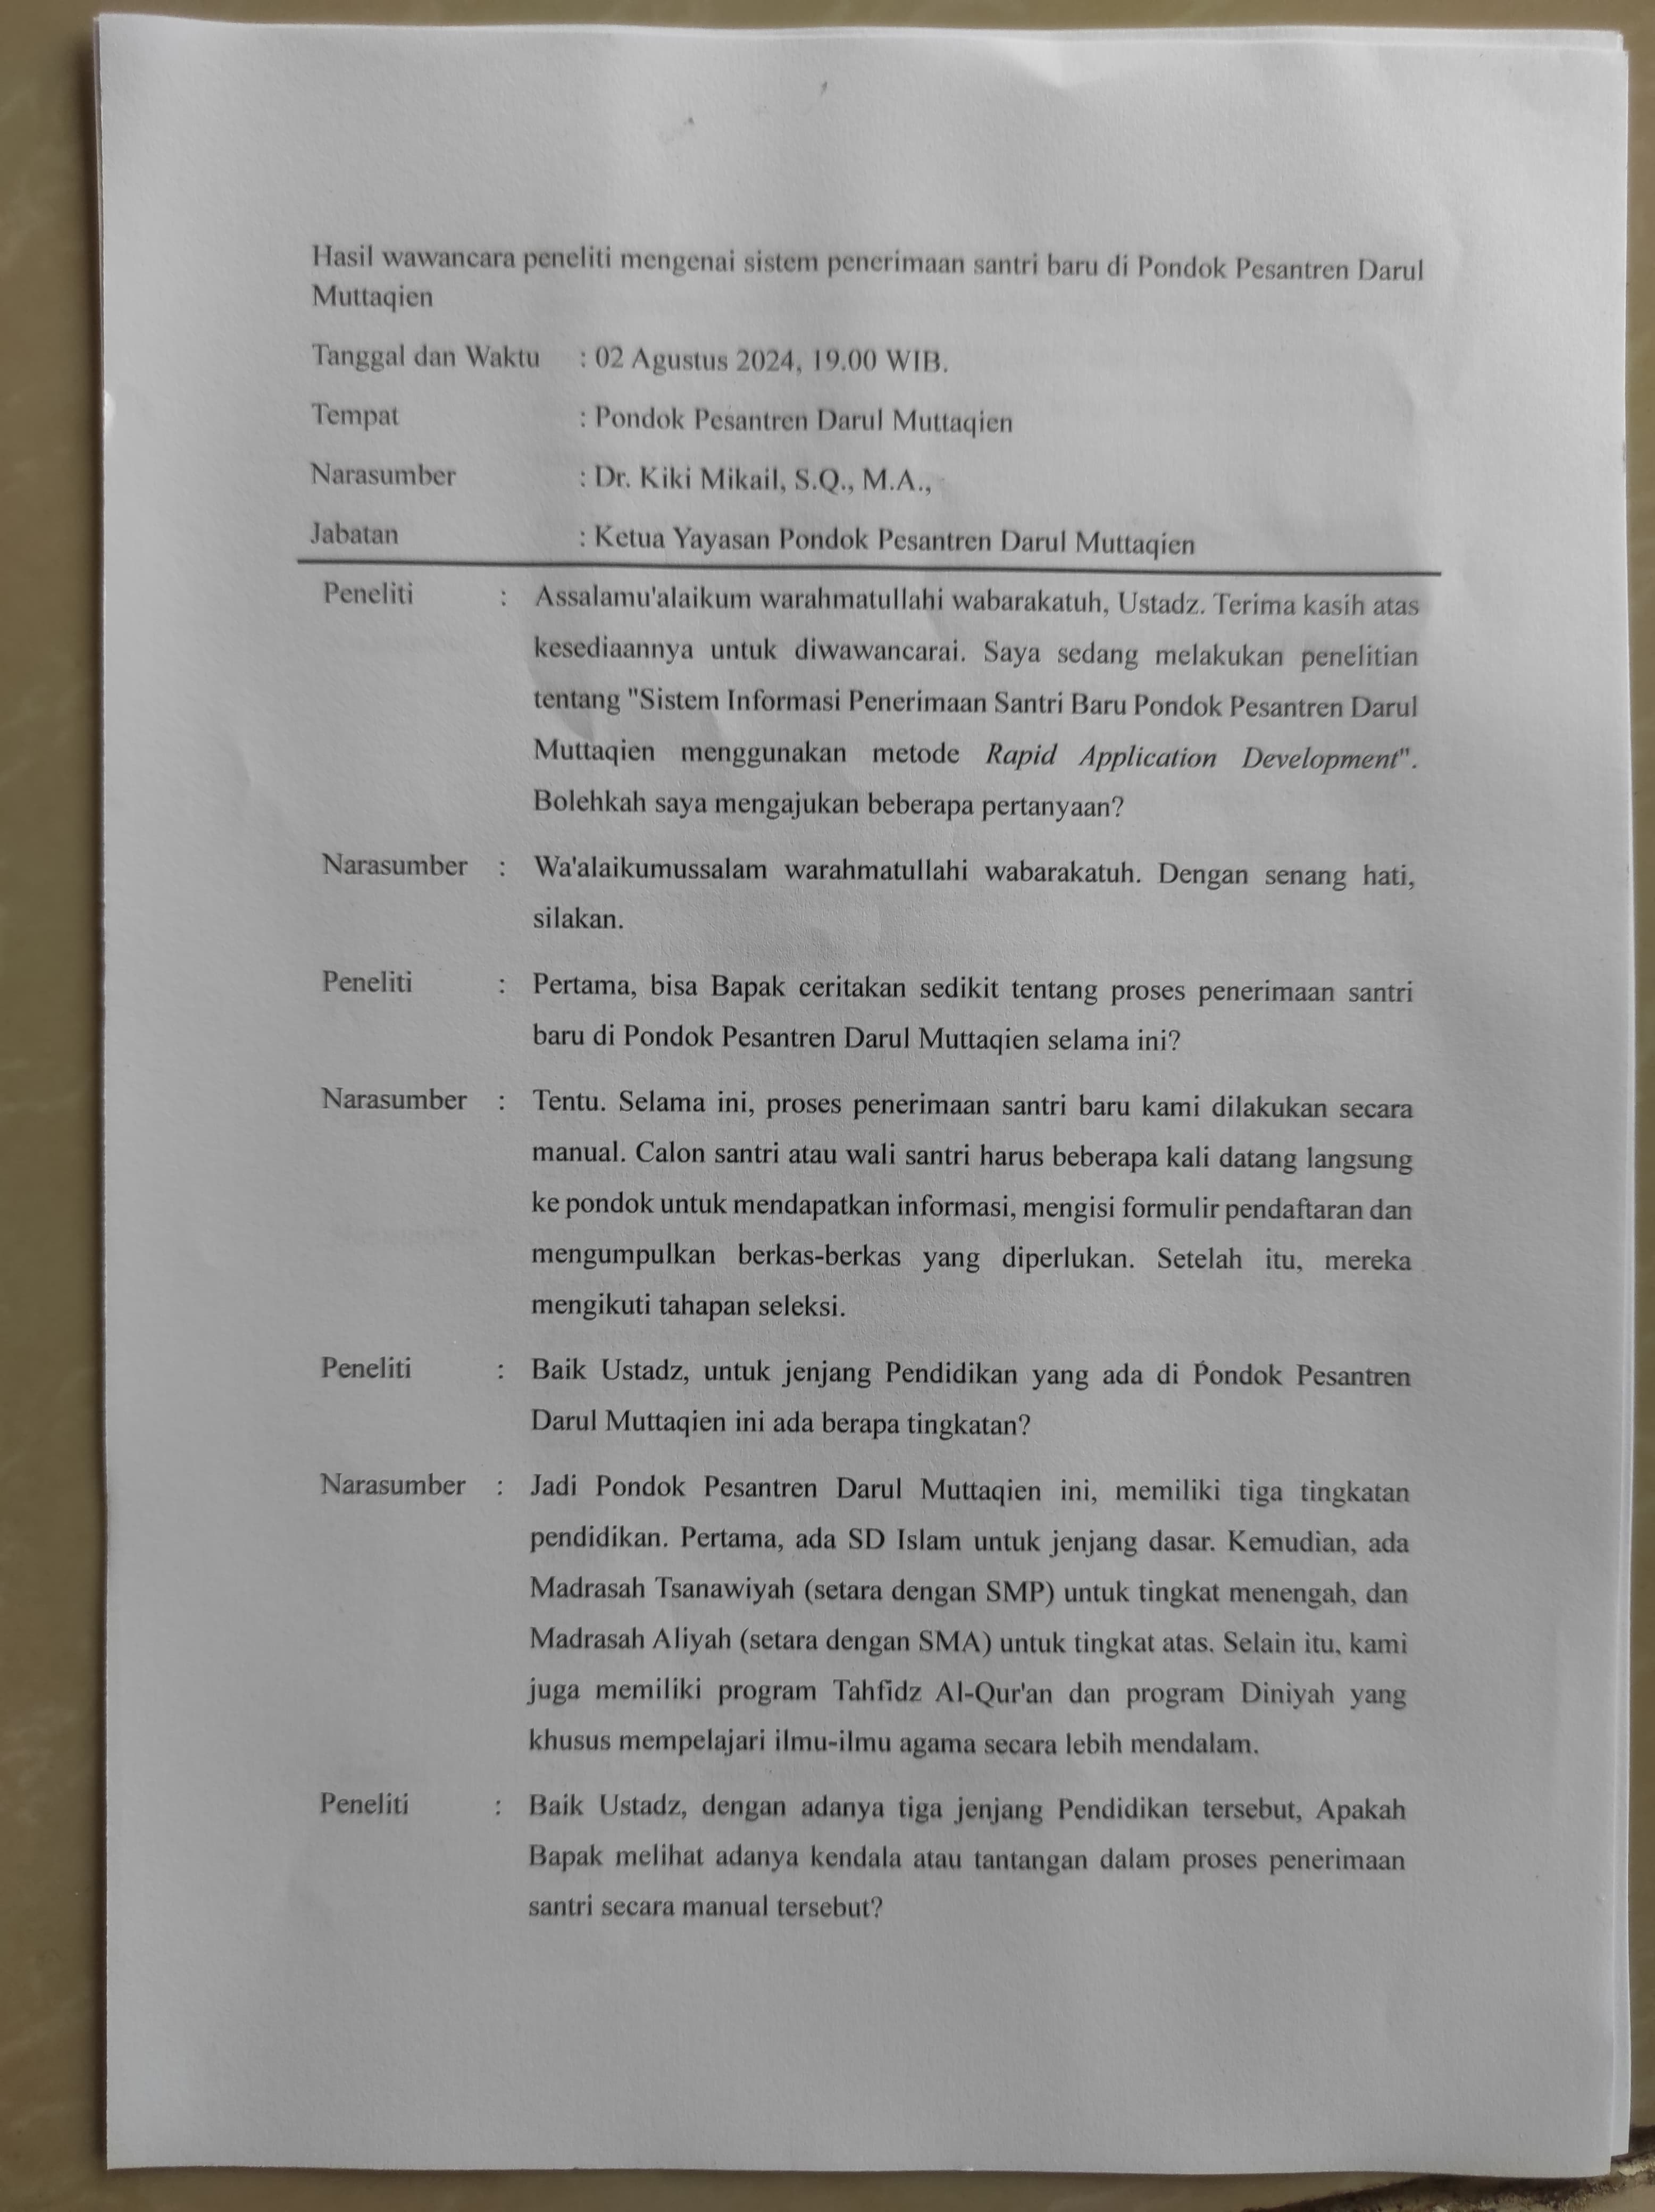 Hasil wawancara peneliti mengenai sistem penerimaan santri baru di Pondok Pesantren Darul
Muttaqien
Tanggal dan Waktu : 02 Agustus 2024, 19.00 WIB.
Tempat : Pondok Pesantren Darul Muttaqien
Narasumber : Dr. Kiki Mikail, S.Q., M.A.,
Jabatan : Ketua Yayasan Pondok Pesantren Darul Muttaqien
Peneliti : Assalamu'alaikum warahmatullahi wabarakatuh, Ustadz. Terima kasih atas
kesediaannya untuk diwawancarai. Saya sedang melakukan penelitian
tentang "Sistem Informasi Penerimaan Santri Baru Pondok Pesantren Darul
Muttaqien menggunakan metode Rapid Application Development".
Bolehkah saya mengajukan beberapa pertanyaan?
Narasumber : Wa'alaikumussalam warahmatullahi wabarakatuh. Dengan senang hati,
silakan.
Peneliti : Pertama, bisa Bapak ceritakan sedikit tentang proses penerimaan santri
baru di Pondok Pesantren Darul Muttaqien selama ini?
Narasumber : Tentu. Selama ini, proses penerimaan santri baru kami dilakukan secara
manual. Calon santri atau wali santri harus beberapa kali datang langsung
ke pondok untuk mendapatkan informasi, mengisi formulir pendaftaran dan
mengumpulkan berkas-berkas yang diperlukan. Setelah itu, mereka
mengikuti tahapan seleksi.
Peneliti : Baik Ustadz, untuk jenjang Pendidikan yang ada di Pondok Pesantren
Darul Muttaqien ini ada berapa tingkatan?
Narasumber : Jadi Pondok Pesantren Darul Muttaqien ini, memiliki tiga tingkatan
pendidikan. Pertama, ada SD Islam untuk jenjang dasar. Kemudian, ada
Madrasah Tsanawiyah (setara dengan SMP) untuk tingkat menengah, dan
Madrasah Aliyah (setara dengan SMA) untuk tingkat atas. Selain itu, kami
juga memiliki program Tahfidz Al-Qur'an dan program Diniyah yang
khusus mempelajari ilmu-ilmu agama secara lebih mendalam.
Peneliti : Baik Ustadz, dengan adanya tiga jenjang Pendidikan tersebut, Apakah
Bapak melihat adanya kendala atau tantangan dalam proses penerimaan
santri secara manual tersebut?